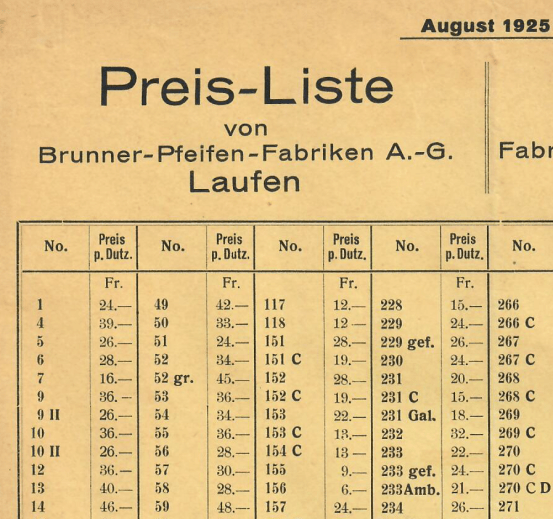 August 1925
Preis-Liste
von
Brunner-Pfeifen-Fabriken A.-G.
Fabr
Laufen
No. Preis p. Dutz. No. Preis p. Dutz. No. Preis p. Dutz. No. Preis p. Dutz. No.
Fr. Fr. Fr. Fr.
1 24.— 49 42.— 117 12.— 228 15.— 266
4 39.— 50 33.— 118 12 — 229 24.— 266 C
5 26.— 51 24.— 151 28.— 229 gef. 26.— 267
6 28.— 52 34.— 151 C 19.— 230 24.— 267 C
7 16.— 52 gr. 45.— 152 28.— 231 20.— 268
9 36. — 53 36.— 152 C 19.— 231 C 15.— 268 C
9 II 26.— 54 34.— 153 22.— 231 Gal. 18.— 269
10 36.— 55 36.— 153 C 13.— 232 32.— 269 C
10 II 26.— 56 28.— 154 C 13 — 233 22.— 270
12 36.— 57 30.— 155 9.— 233 gef. 24.— 270 C
13 40.— 58 28.— 156 6.— 233 Amb. 21.— 270 C D
14 46.— 59 48.— 157 24.— 234 26.— 271